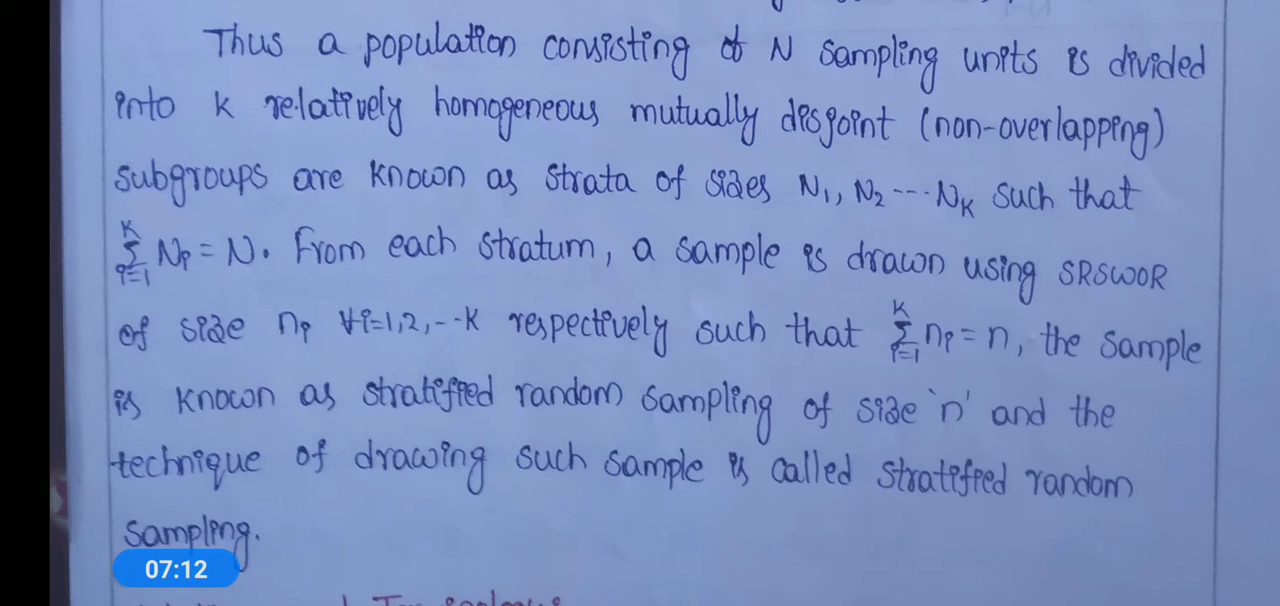 Thus a population consisting of N sampling units is divided
into K relatively homogeneous mutually disjoint (non-overlapping)
subgroups are known as strata of sizes N₁, N₂ --- Nₖ such that
∑ᵢ₌₁ᴷ Nᵢ = N. From each stratum, a sample is drawn using SRSWOR
of size nᵢ ∀i=1,2,--K respectively such that ∑ᵢ₌₁ᴷ nᵢ = n, the sample
is known as stratified random sampling of size 'n' and the
technique of drawing such sample is called stratified random
sampling.
07:12